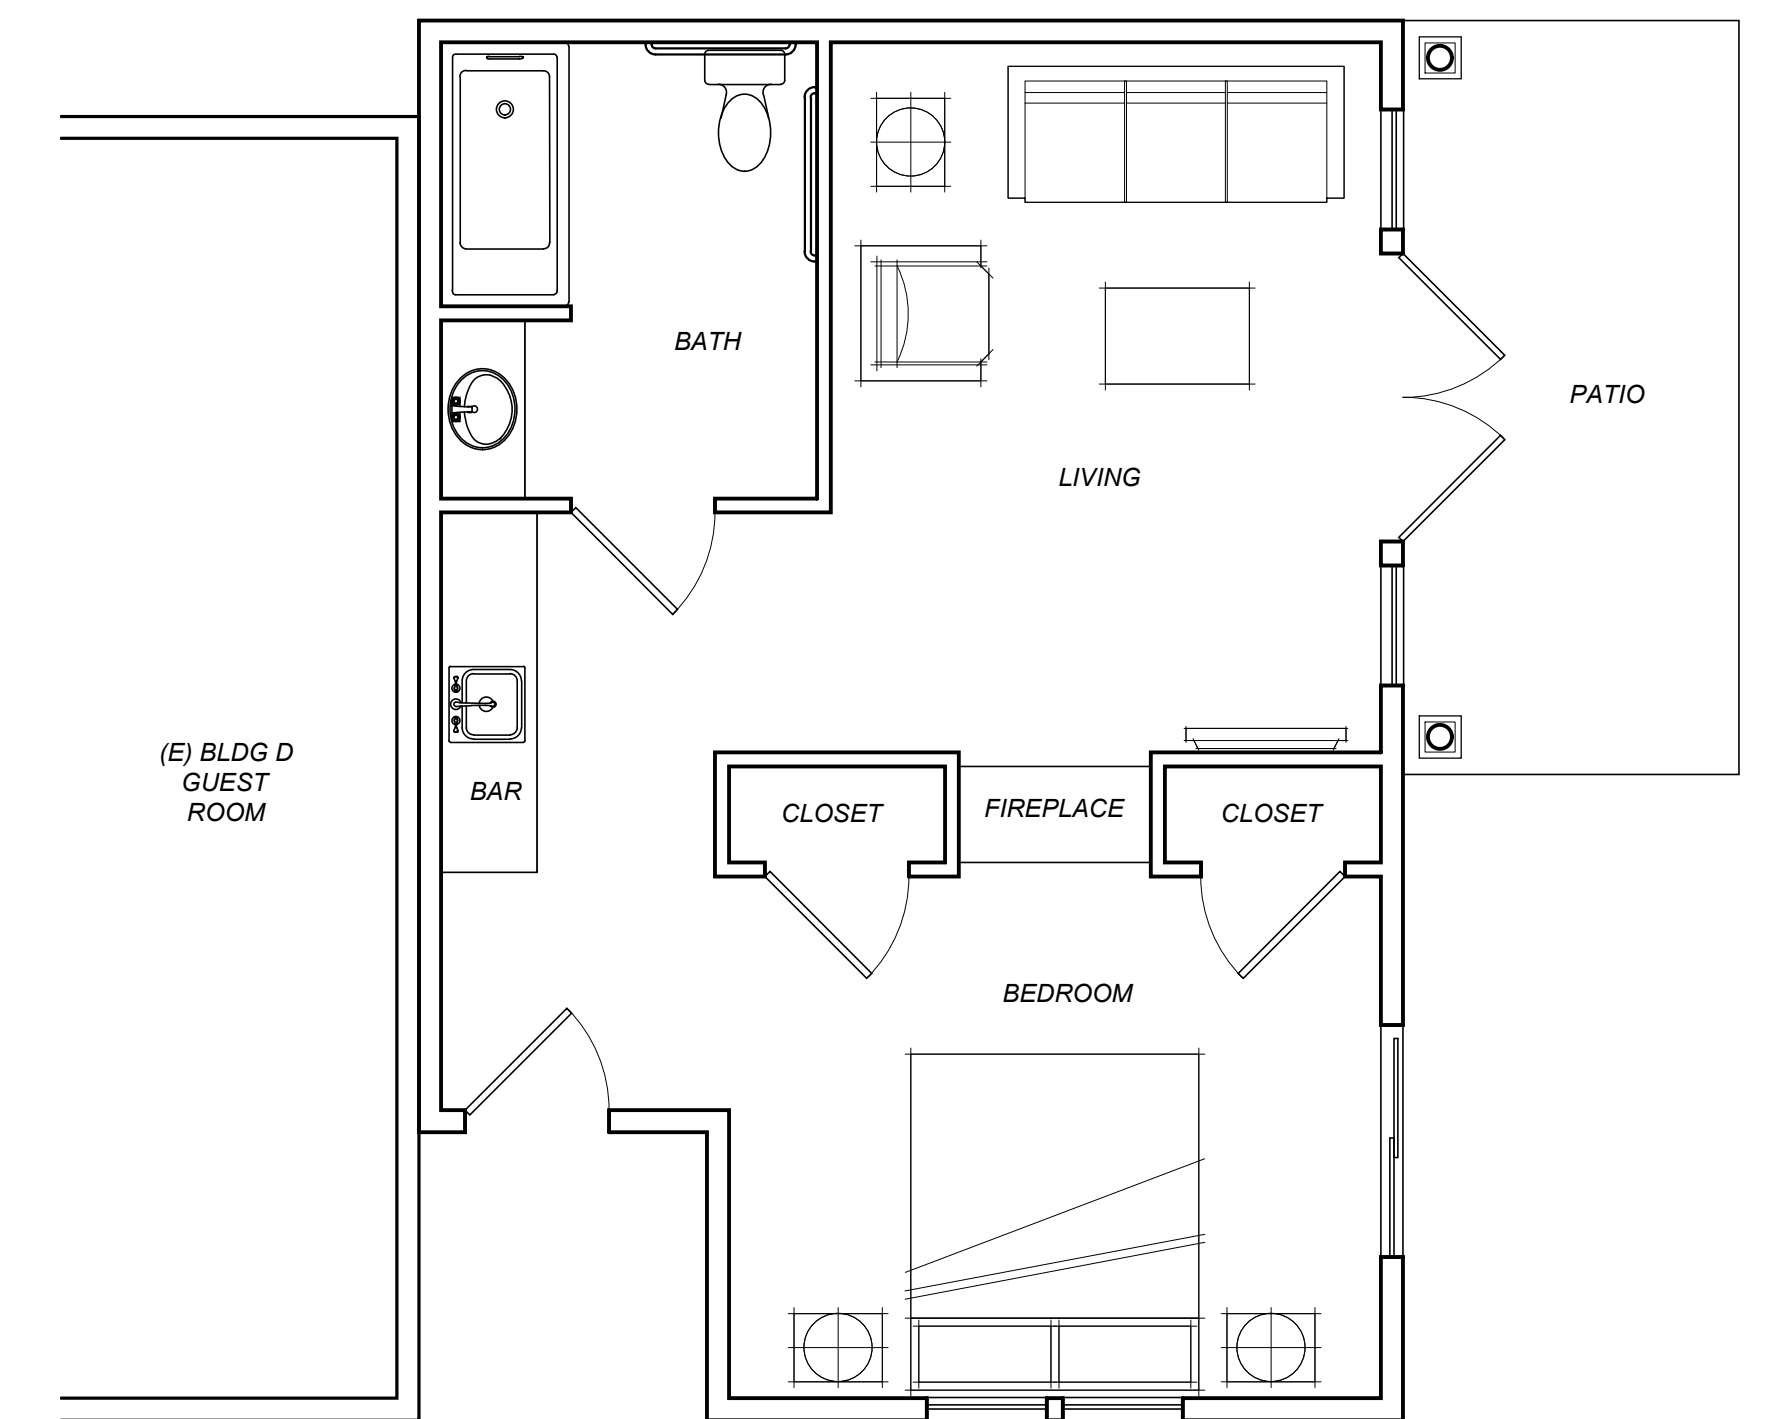 BATH
PATIO
LIVING
(E) BLDG D
GUEST
ROOM
BAR
CLOSET
FIREPLACE
CLOSET
BEDROOM